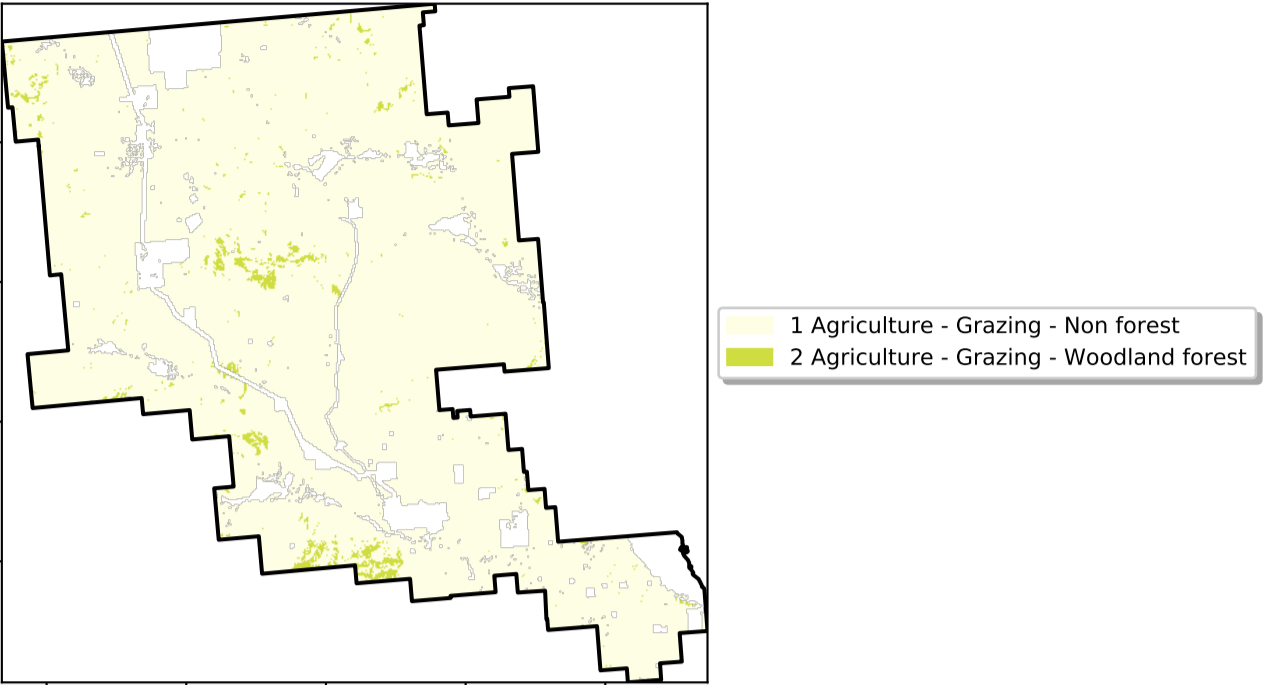 1 Agriculture - Grazing - Non forest
2 Agriculture - Grazing - Woodland forest